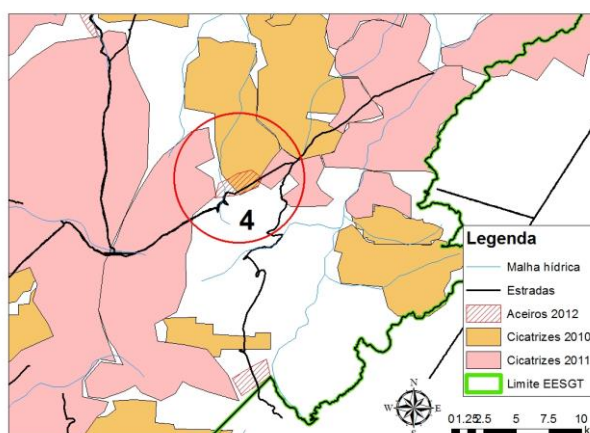 4
Legenda
Malha hídrica
Estradas
Aceiros 2012
Cicatrizes 2010
Cicatrizes 2011
Limite EESGT
N
W E
S
0 1.25 2.5 5 7.5 10